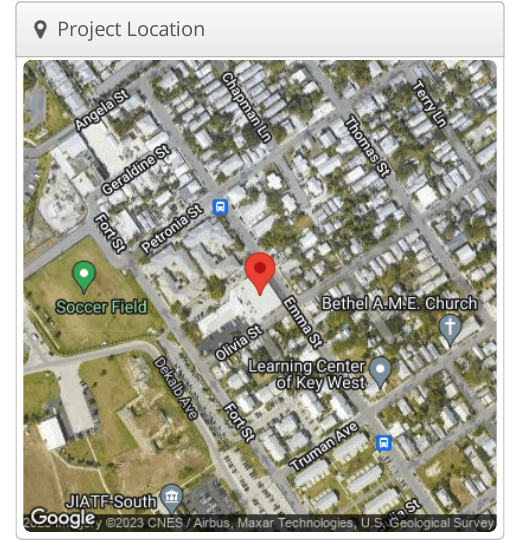 Project Location
Angela St
Chapman Ln
Terry Ln
Thomas St
Geraldine St
Petronia St
Fort St
Soccer Field
Emma St
Bethel A.M.E. Church
Olivia St
Learning Center
of Key West
Dekalb Ave
Fort St
Truman Ave
JIATF-South
Google
Imagery ©2023 CNES / Airbus, Maxar Technologies, U.S. Geological Survey